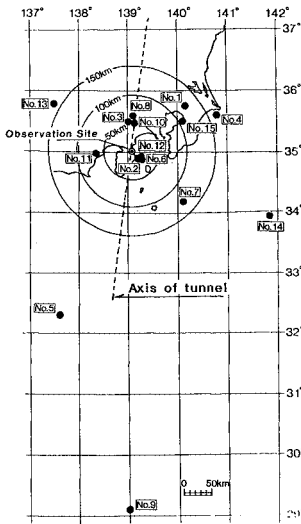 137° 138° 139° 140° 141° 142°
37°
150km
36°
No.13
100km
No.8
No.1
No.3
No.10
No.4
50km
No.15
Observation Site
No.12
35°
No.11
No.6
No.2
No.7
34°
No.14
33°
Axis of tunnel
No.5
32°
31°
30°
0 50km
No.9
29°